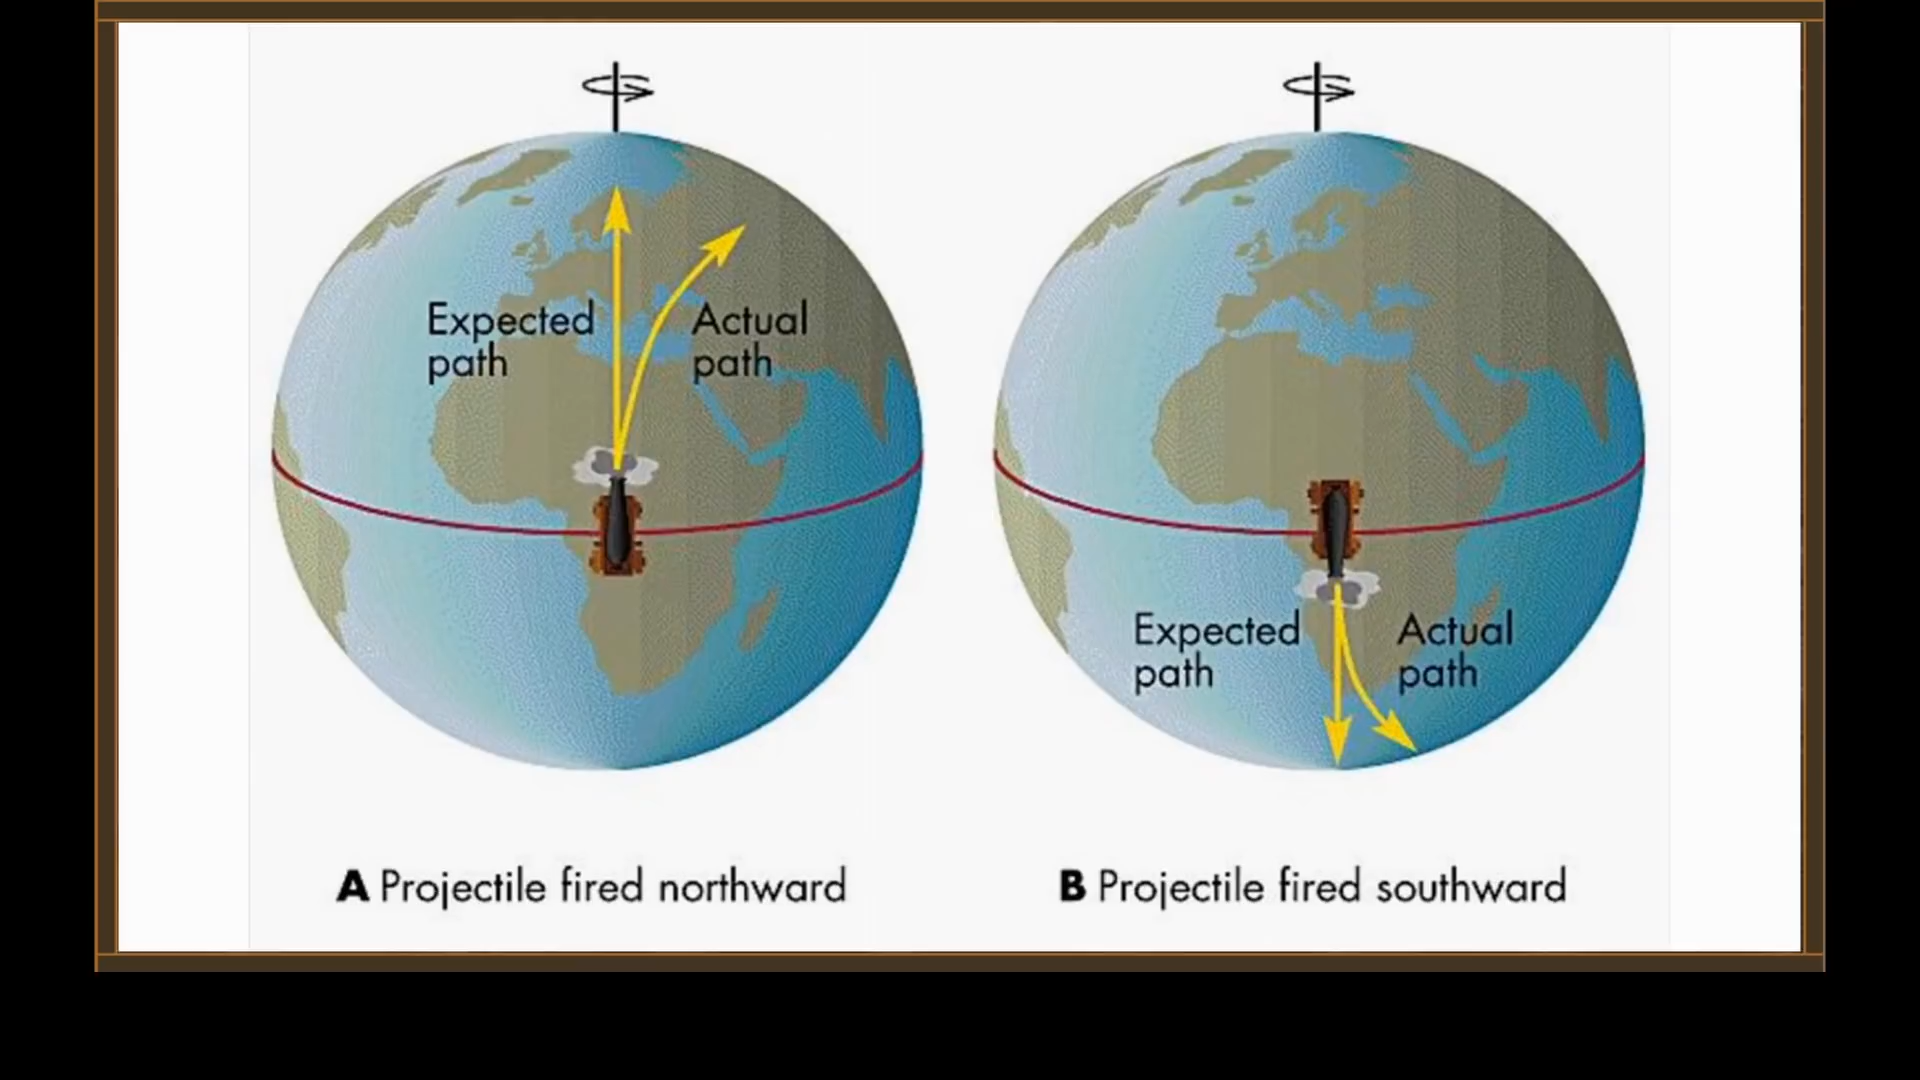 Expected
path
Actual
path
A Projectile fired northward
Expected
path
Actual
path
B Projectile fired southward